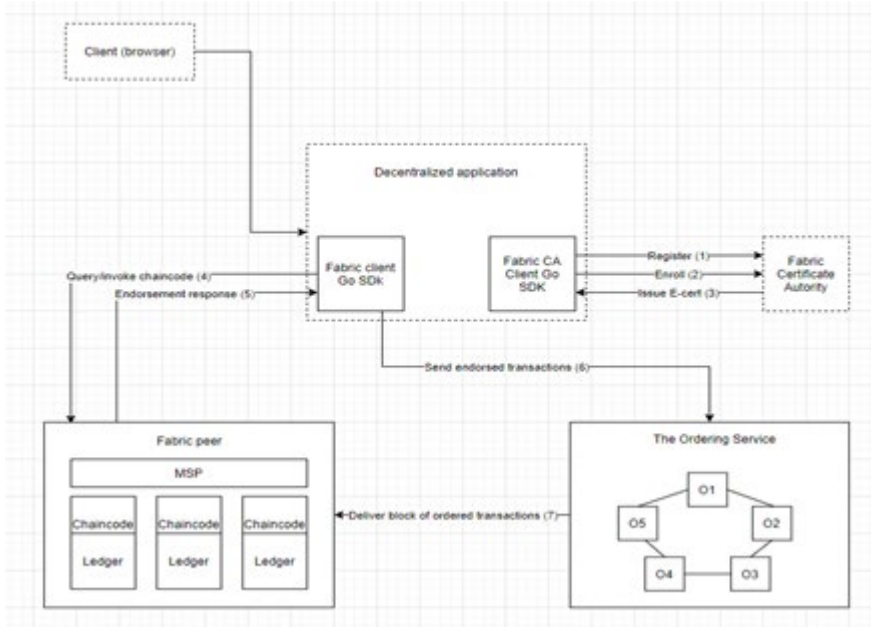 Client (browser)
Decentralized application
Fabric client
Go SDk
Fabric CA
Client Go
SDK
Register (1)
Enroll (2)
Issue E-cert (3)
Fabric
Certificate
Autority
Query/invoke chaincode (4)
Endorsement response (5)
Send endorsed transactions (6)
Fabric peer
MSP
Chaincode
Chaincode
Chaincode
Ledger
Ledger
Ledger
Deliver block of ordered transactions (7)
The Ordering Service
O1
O5
O2
O4
O3